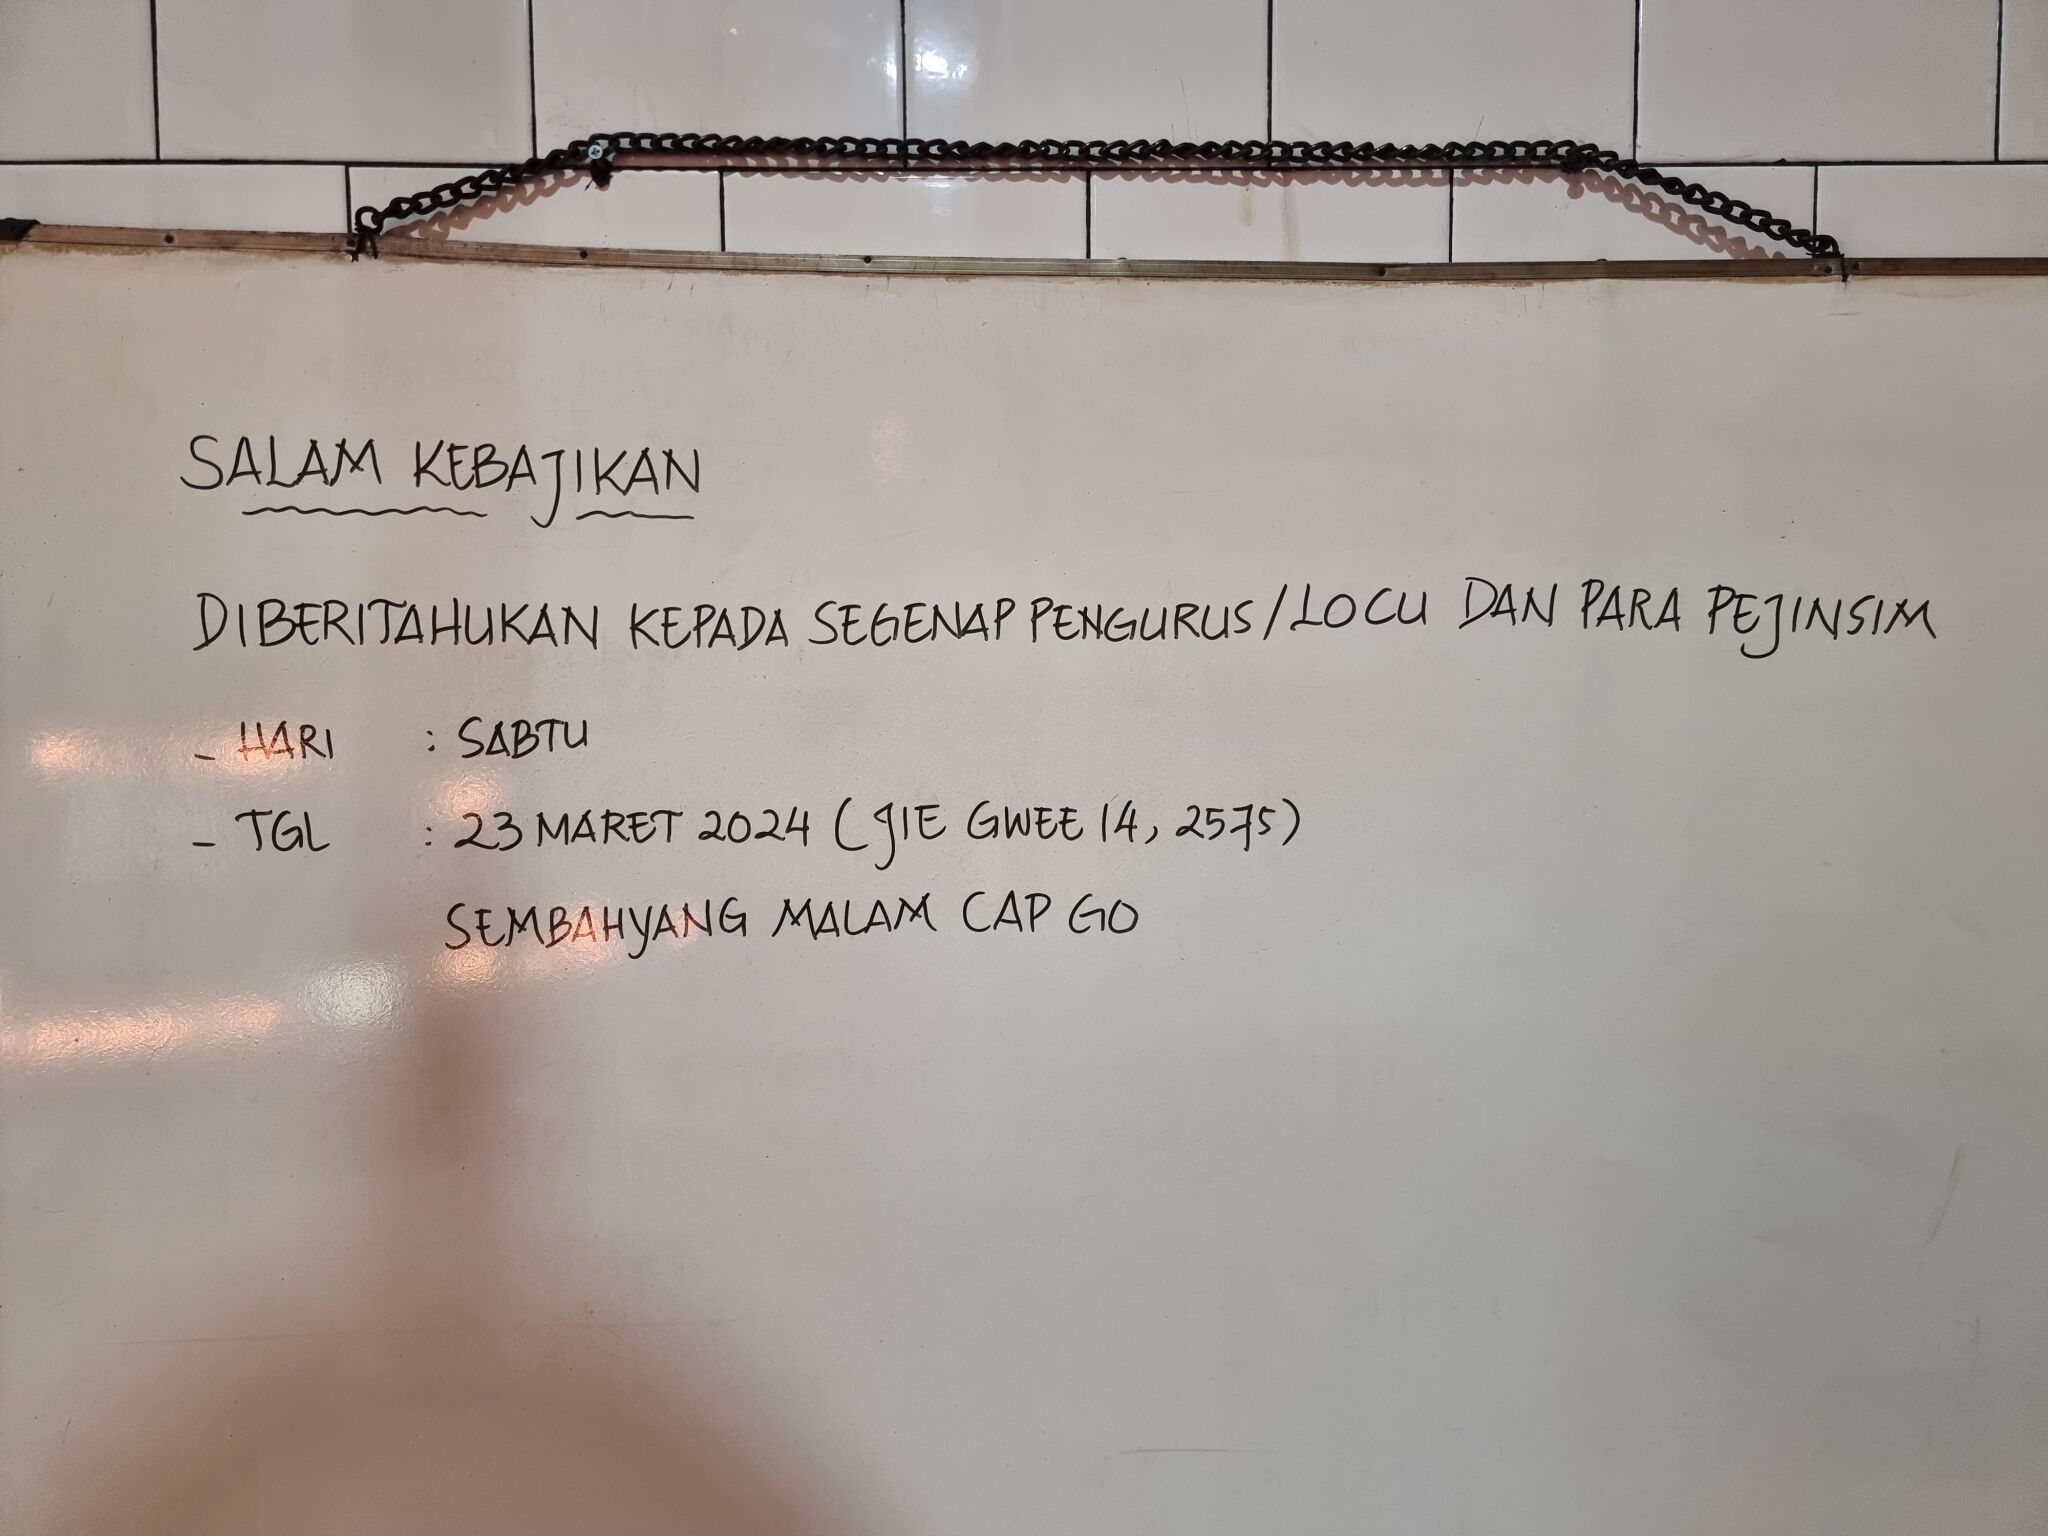 SALAM KEBAJIKAN
DIBERITAHUKAN KEPADA SEGENAP PENGURUS/LOCU DAN PARA PEJINSIM
- HARI : SABTU
- TGL : 23 MARET 2024 (JIE GWEE 14, 2575)
SEMBAHYANG MALAM CAP GO